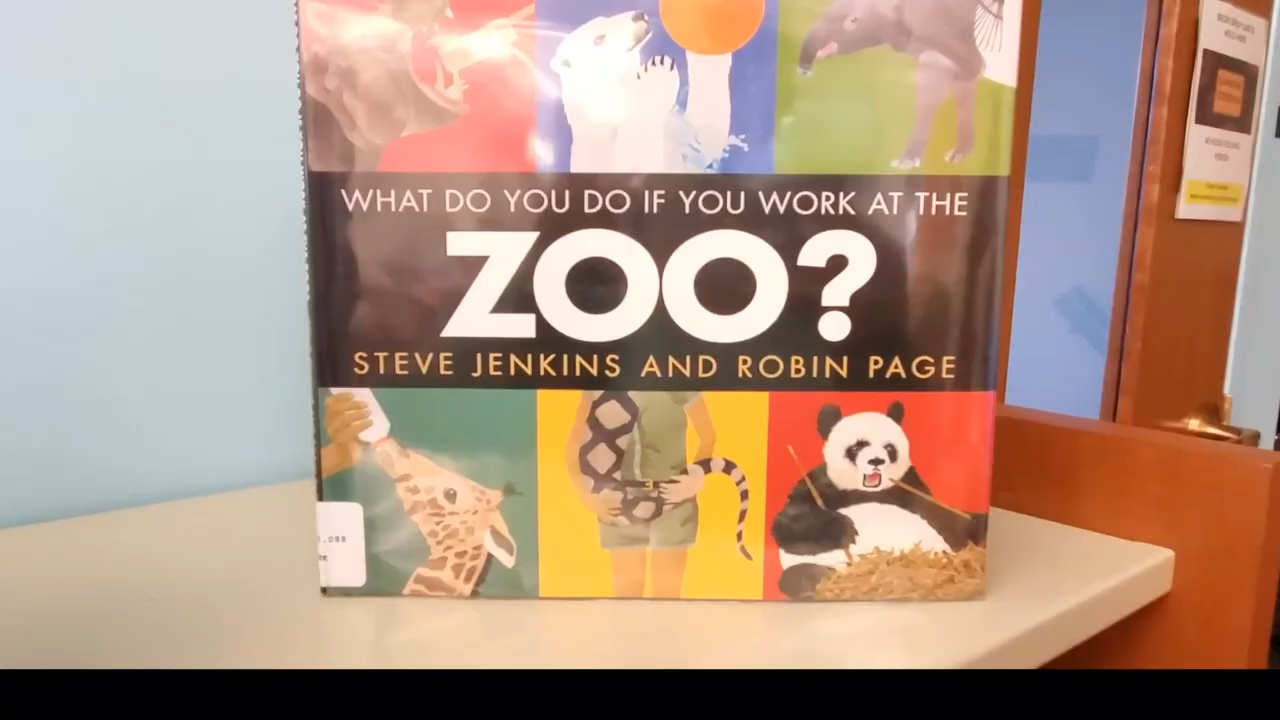 WHAT DO YOU DO IF YOU WORK AT THE
ZOO?
STEVE JENKINS AND ROBIN PAGE